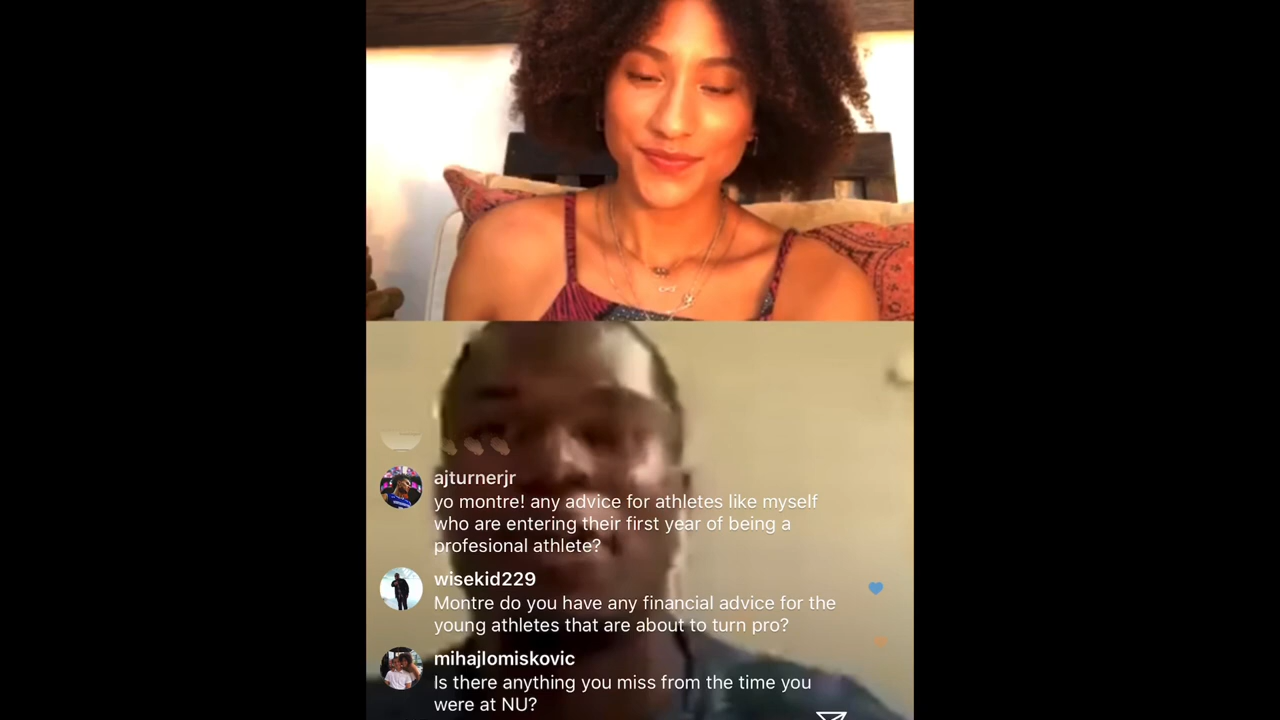 ajturnerjr
yo montre! any advice for athletes like myself
who are entering their first year of being a
profesional athlete?
wisekid229
Montre do you have any financial advice for the
young athletes that are about to turn pro?
mihajlomiskovic
Is there anything you miss from the time you
were at NU?